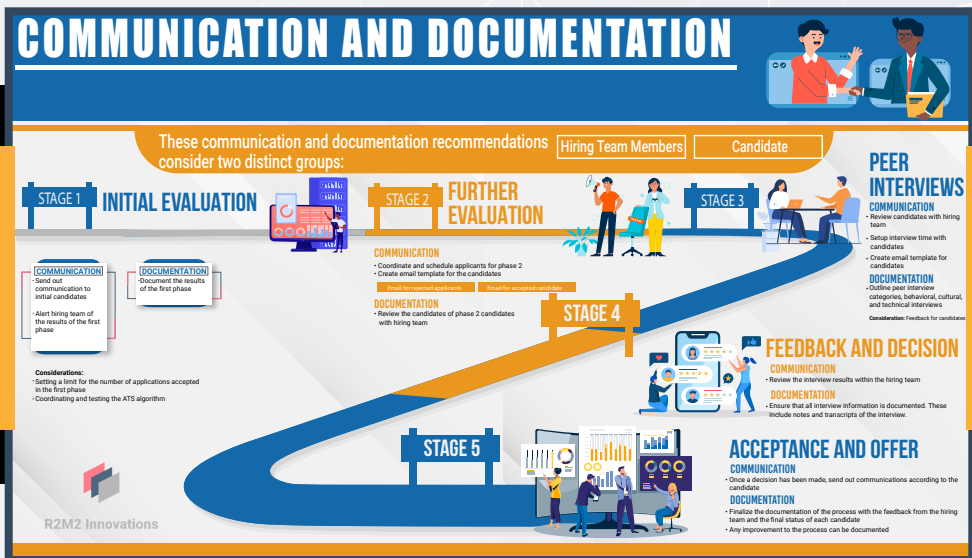 COMMUNICATION AND DOCUMENTATION
These communication and documentation recommendations
consider two distinct groups:
Hiring Team Members
Candidate
STAGE 1
INITIAL EVALUATION
COMMUNICATION
· Send out
communication to
initial candidates
· Alert hiring team of
the results of the first
phase
DOCUMENTATION
· Document the results
of the first phase
Considerations:
· Setting a limit for the number of applications accepted
in the first phase
· Coordinating and testing the ATS algorithm
STAGE 2
FURTHER
EVALUATION
COMMUNICATION
· Coordinate and schedule applicants for phase 2
· Create email template for the candidates
Email for rejected applicants
Email for accepted candidate
DOCUMENTATION
· Review the candidates of phase 2 candidates
with hiring team
STAGE 3
PEER
INTERVIEWS
COMMUNICATION
· Review candidates with hiring
team
· Setup interview time with
candidates
· Create email template for
candidates
DOCUMENTATION
· Outline peer interview
categories, behavioral, cultural,
and technical interviews
Consideration: Feedback for candidates
STAGE 4
FEEDBACK AND DECISION
COMMUNICATION
· Review the interview results within the hiring team
DOCUMENTATION
· Ensure that all interview information is documented. These
include notes and transcripts of the interview.
STAGE 5
ACCEPTANCE AND OFFER
COMMUNICATION
· Once a decision has been made, send out communications according to the
candidate
DOCUMENTATION
· Finalize the documentation of the process with the feedback from the hiring
team and the final status of each candidate
· Any improvement to the process can be documented
R2M2 Innovations